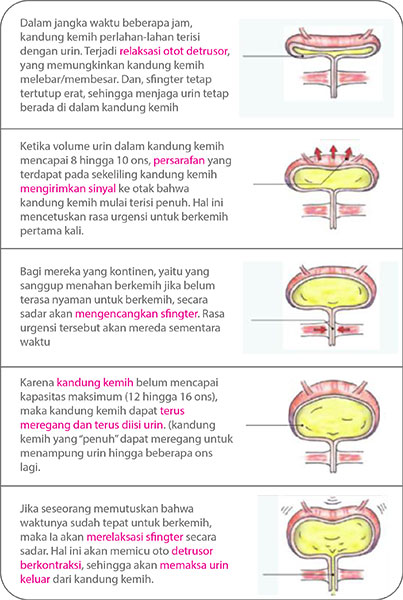 Dalam jangka waktu beberapa jam,
kandung kemih perlahan-lahan terisi
dengan urin. Terjadi relaksasi otot detrusor,
yang memungkinkan kandung kemih
melebar/membesar. Dan, sfingter tetap
tertutup erat, sehingga menjaga urin tetap
berada di dalam kandung kemih
Ketika volume urin dalam kandung kemih
mencapai 8 hingga 10 ons, persarafan yang
terdapat pada sekeliling kandung kemih
mengirimkan sinyal ke otak bahwa
kandung kemih mulai terisi penuh. Hal ini
mencetuskan rasa urgensi untuk berkemih
pertama kali.
Bagi mereka yang kontinen, yaitu yang
sanggup menahan berkemih jika belum
terasa nyaman untuk berkemih, secara
sadar akan mengencangkan sfingter. Rasa
urgensi tersebut akan mereda sementara
waktu
Karena kandung kemih belum mencapai
kapasitas maksimum (12 hingga 16 ons),
maka kandung kemih dapat terus
meregang dan terus diisi urin. (kandung
kemih yang "penuh" dapat meregang untuk
menampung urin hingga beberapa ons
lagi.
Jika seseorang memutuskan bahwa
waktunya sudah tepat untuk berkemih,
maka Ia akan merelaksasi sfingter secara
sadar. Hal ini akan memicu oto detrusor
berkontraksi, sehingga akan memaksa urin
keluar dari kandung kemih.